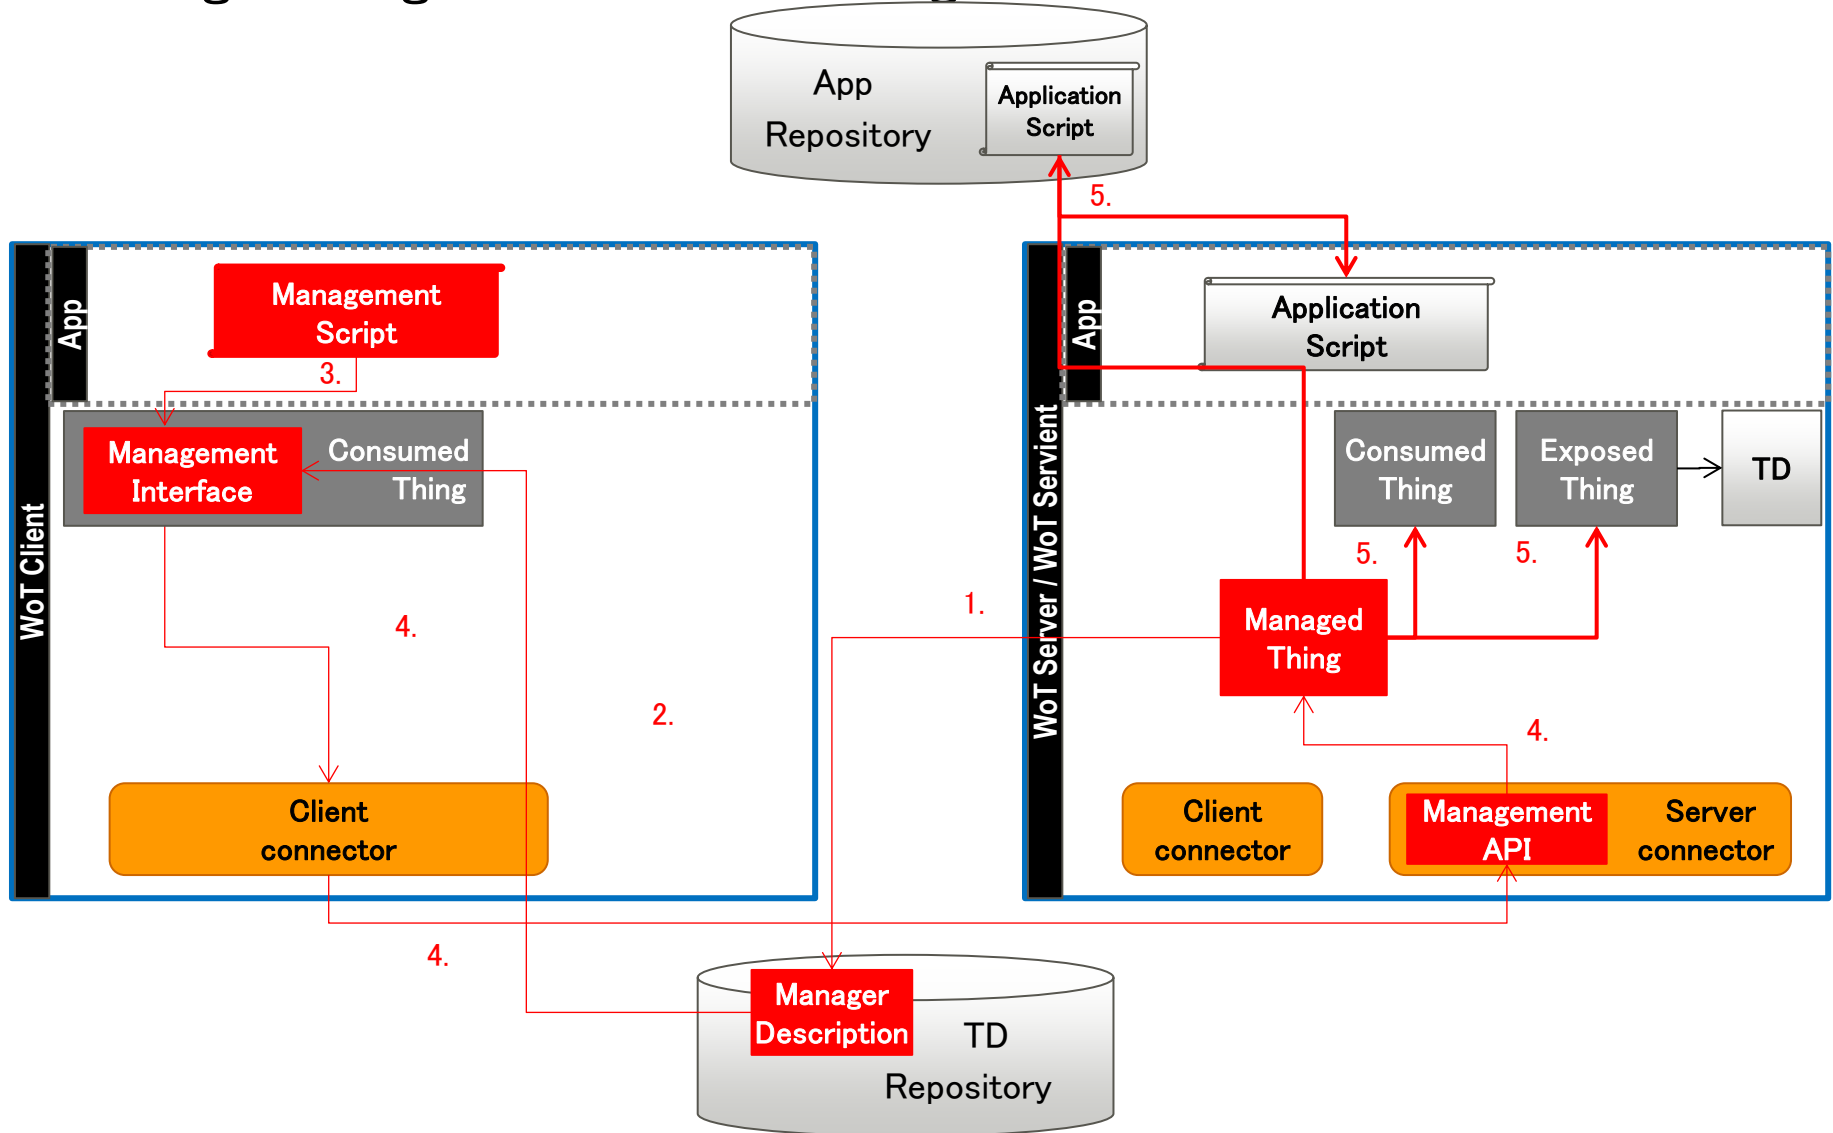 App
Repository
Application
Script
5.
WoT Client
App
Management
Script
3.
Management
Interface
Consumed
Thing
4.
2.
Client
connector
4.
1.
WoT Server / WoT Servient
App
Application
Script
Consumed
Thing
Exposed
Thing
TD
5.
5.
Managed
Thing
4.
Client
connector
Management
API
Server
connector
Manager
Description
TD
Repository